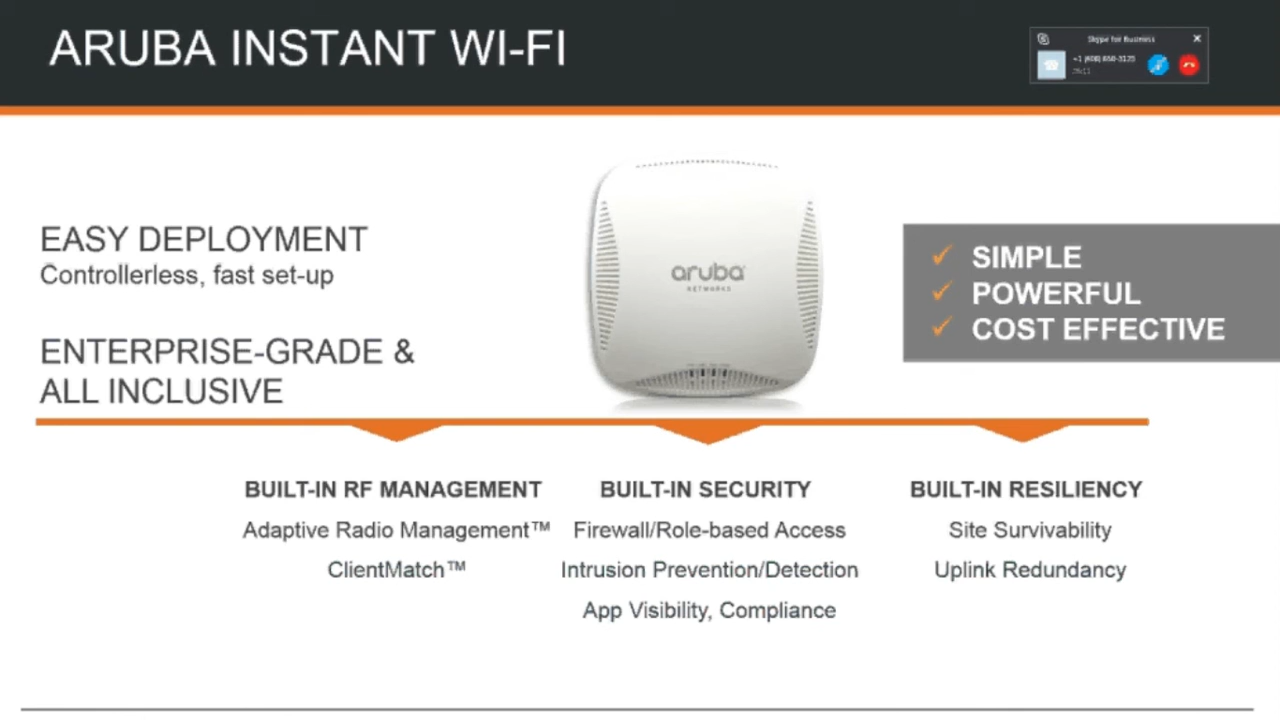 ARUBA INSTANT WI-FI
Skype for Business
EASY DEPLOYMENT
Controllerless, fast set-up
ENTERPRISE-GRADE &
ALL INCLUSIVE
aruba
NETWORKS
SIMPLE
POWERFUL
COST EFFECTIVE
BUILT-IN RF MANAGEMENT
Adaptive Radio Management™
ClientMatch™
BUILT-IN SECURITY
Firewall/Role-based Access
Intrusion Prevention/Detection
App Visibility, Compliance
BUILT-IN RESILIENCY
Site Survivability
Uplink Redundancy